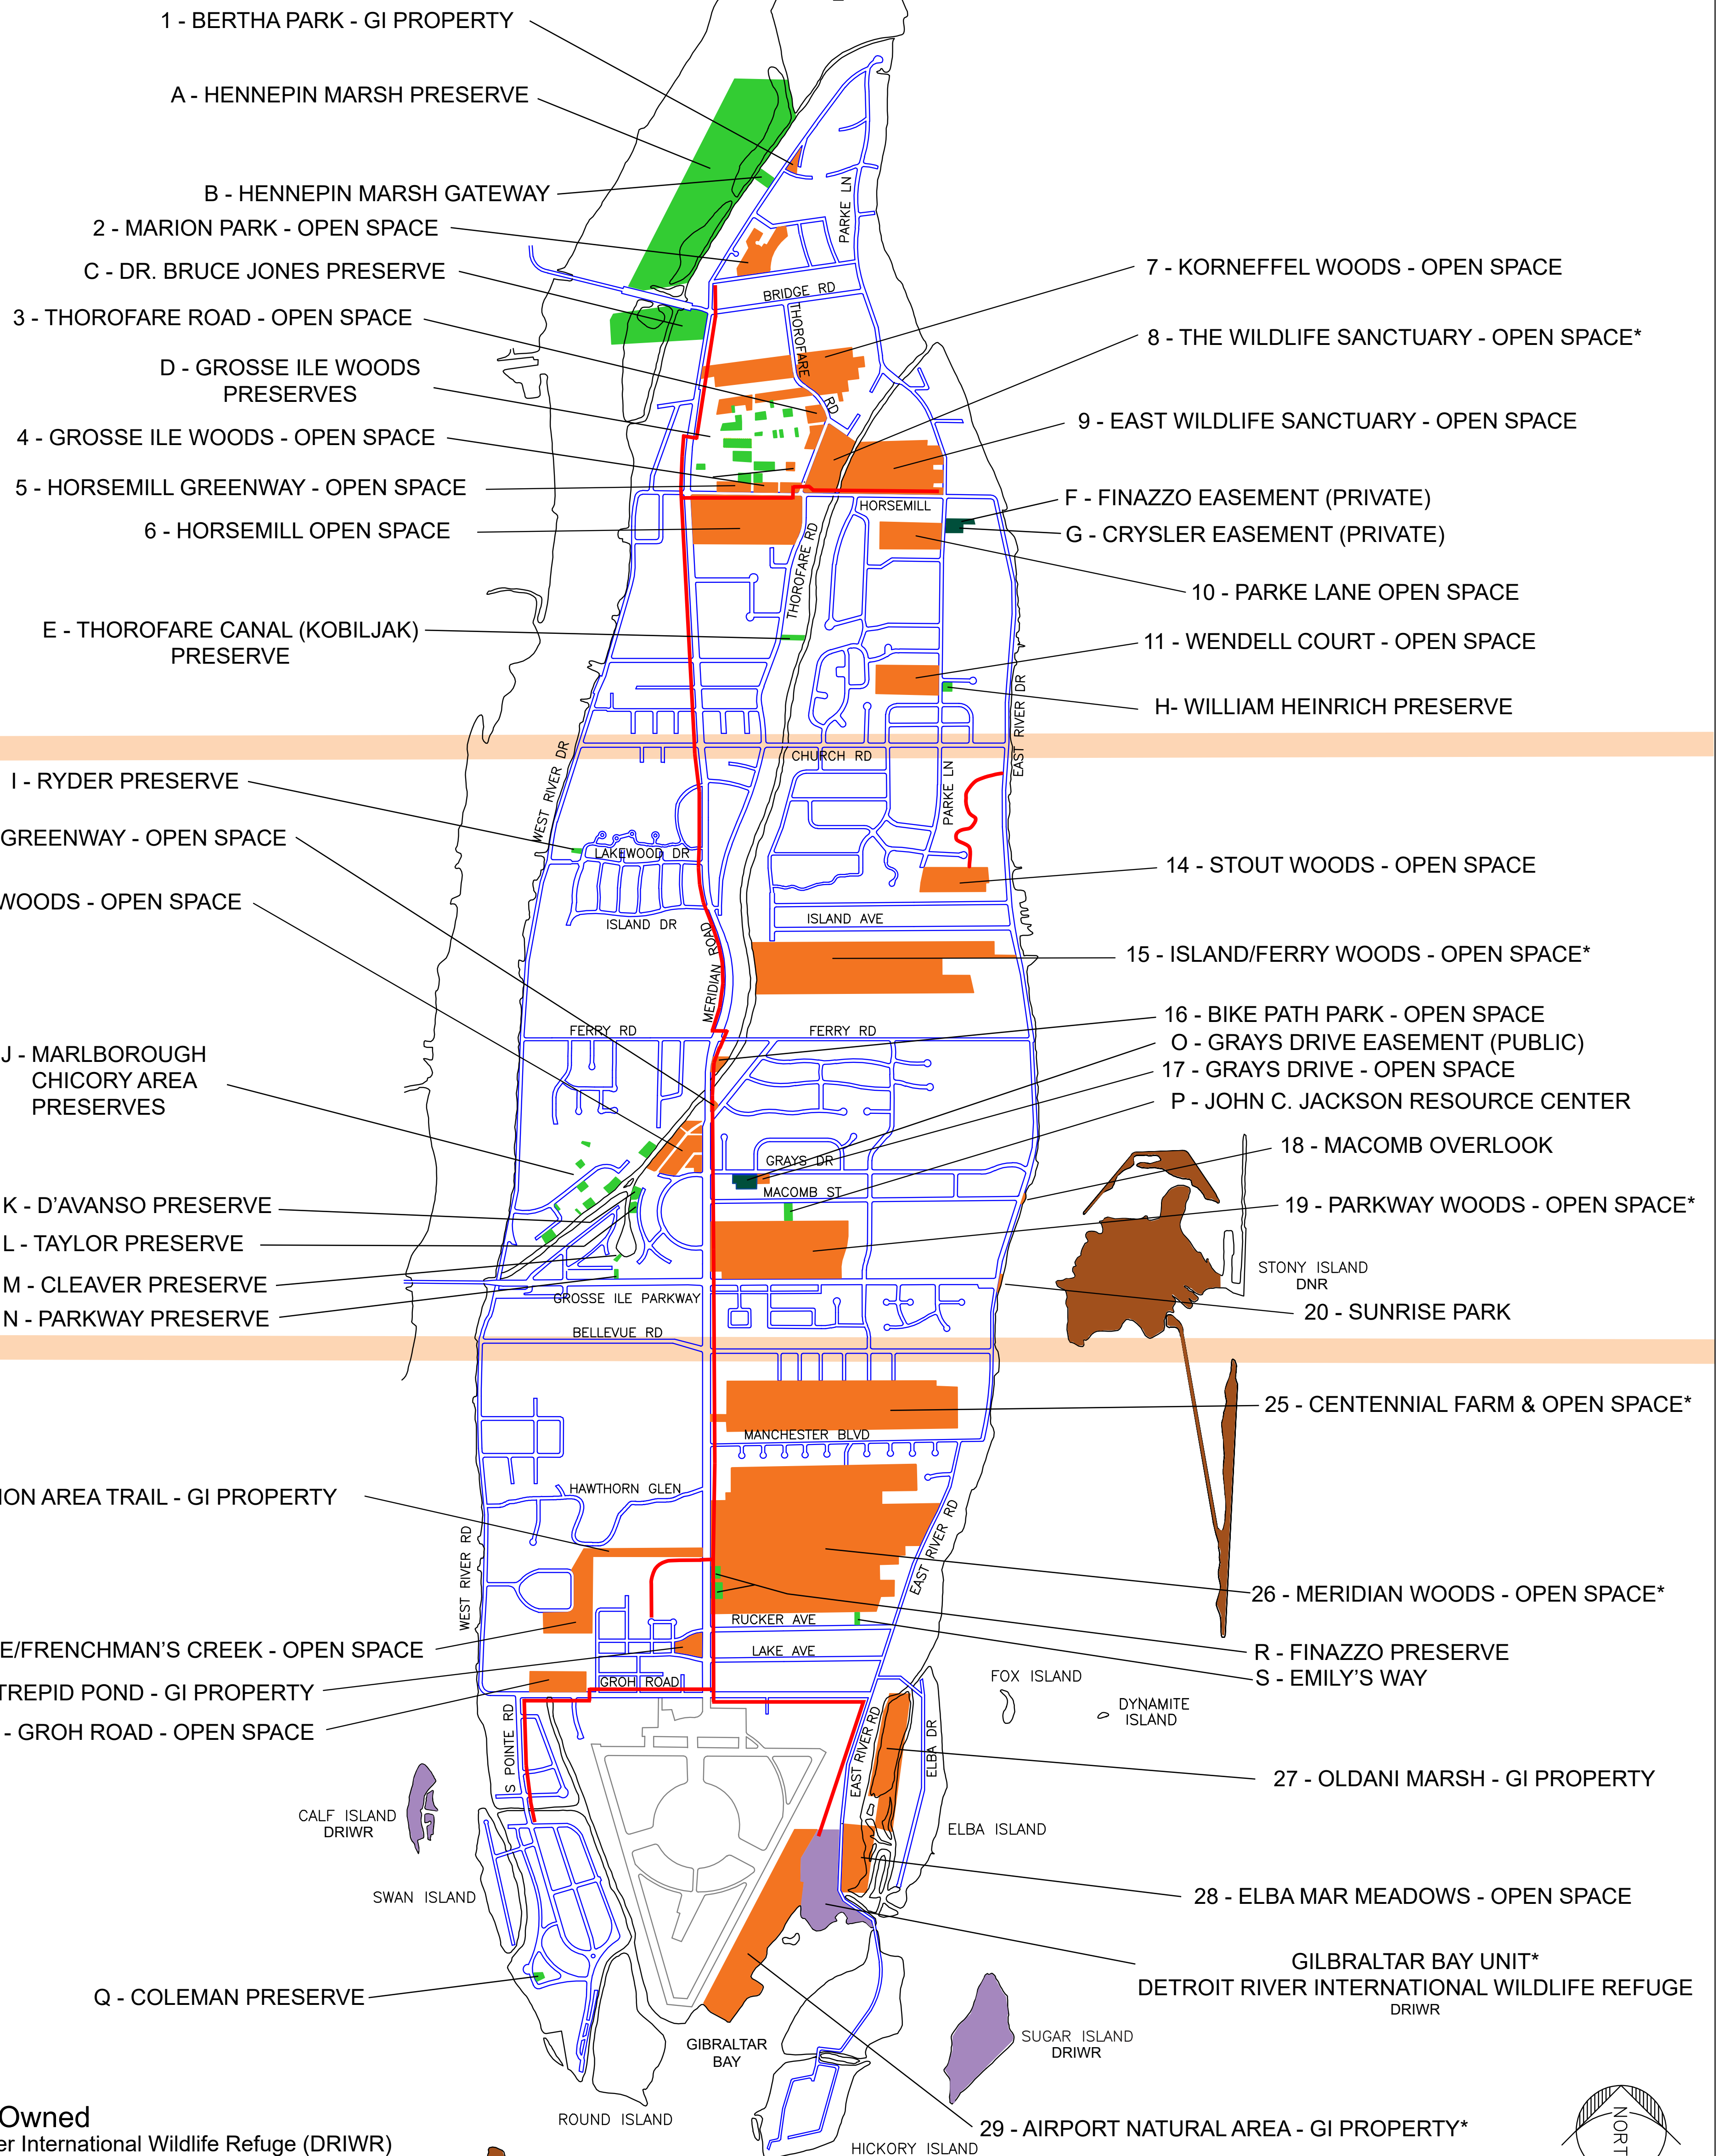 1 - BERTHA PARK - GI PROPERTY
A - HENNEPIN MARSH PRESERVE
B - HENNEPIN MARSH GATEWAY
2 - MARION PARK - OPEN SPACE
C - DR. BRUCE JONES PRESERVE
3 - THOROFARE ROAD - OPEN SPACE
D - GROSSE ILE WOODS
PRESERVES
4 - GROSSE ILE WOODS - OPEN SPACE
5 - HORSEMILL GREENWAY - OPEN SPACE
6 - HORSEMILL OPEN SPACE
E - THOROFARE CANAL (KOBILJAK)
PRESERVE
I - RYDER PRESERVE
GREENWAY - OPEN SPACE
WOODS - OPEN SPACE
J - MARLBOROUGH
CHICORY AREA
PRESERVES
K - D'AVANSO PRESERVE
L - TAYLOR PRESERVE
M - CLEAVER PRESERVE
N - PARKWAY PRESERVE
ION AREA TRAIL - GI PROPERTY
E/FRENCHMAN'S CREEK - OPEN SPACE
TREPID POND - GI PROPERTY
- GROH ROAD - OPEN SPACE
CALF ISLAND
DRIWR
SWAN ISLAND
Q - COLEMAN PRESERVE
Owned
er International Wildlife Refuge (DRIWR)
PARKE LN
BRIDGE RD
THOROFARE
RD
HORSEMILL
THOROFARE RD
EAST RIVER DR
CHURCH RD
WEST RIVER DR
PARKE LN
LAKEWOOD DR
ISLAND DR
ISLAND AVE
MERIDIAN ROAD
FERRY RD
FERRY RD
GRAYS DR
MACOMB ST
GROSSE ILE PARKWAY
BELLEVUE RD
MANCHESTER BLVD
HAWTHORN GLEN
WEST RIVER RD
EAST RIVER RD
RUCKER AVE
LAKE AVE
GROH ROAD
S POINTE RD
EAST RIVER RD
ELBA DR
GIBRALTAR
BAY
ROUND ISLAND
HICKORY ISLAND
7 - KORNEFFEL WOODS - OPEN SPACE
8 - THE WILDLIFE SANCTUARY - OPEN SPACE*
9 - EAST WILDLIFE SANCTUARY - OPEN SPACE
F - FINAZZO EASEMENT (PRIVATE)
G - CRYSLER EASEMENT (PRIVATE)
10 - PARKE LANE OPEN SPACE
11 - WENDELL COURT - OPEN SPACE
H- WILLIAM HEINRICH PRESERVE
14 - STOUT WOODS - OPEN SPACE
15 - ISLAND/FERRY WOODS - OPEN SPACE*
16 - BIKE PATH PARK - OPEN SPACE
O - GRAYS DRIVE EASEMENT (PUBLIC)
17 - GRAYS DRIVE - OPEN SPACE
P - JOHN C. JACKSON RESOURCE CENTER
18 - MACOMB OVERLOOK
19 - PARKWAY WOODS - OPEN SPACE*
STONY ISLAND
DNR
20 - SUNRISE PARK
25 - CENTENNIAL FARM & OPEN SPACE*
26 - MERIDIAN WOODS - OPEN SPACE*
R - FINAZZO PRESERVE
S - EMILY'S WAY
FOX ISLAND
DYNAMITE
ISLAND
27 - OLDANI MARSH - GI PROPERTY
ELBA ISLAND
28 - ELBA MAR MEADOWS - OPEN SPACE
GILBRALTAR BAY UNIT*
DETROIT RIVER INTERNATIONAL WILDLIFE REFUGE
DRIWR
SUGAR ISLAND
DRIWR
29 - AIRPORT NATURAL AREA - GI PROPERTY*
NORT